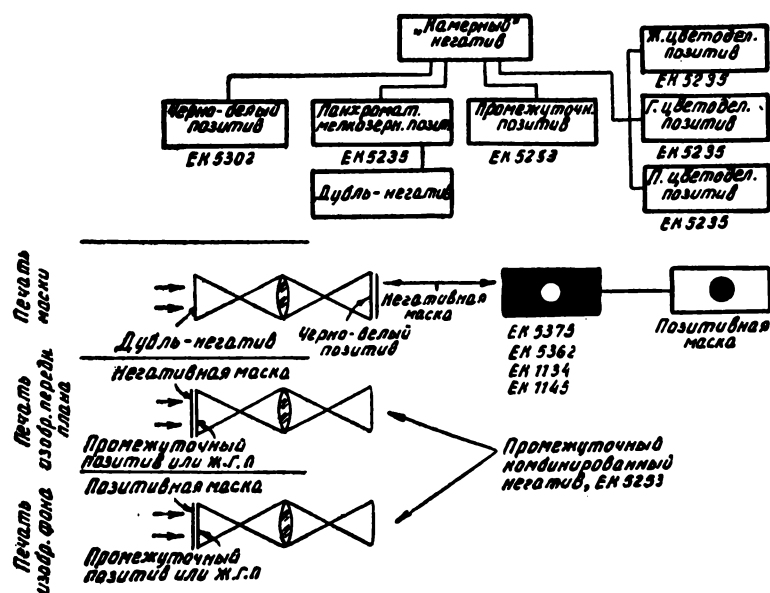 „Камерный"
негатив
Черно-белый
позитив
ЕК 5302
Панхромат.
мелкозерн. позит
ЕК 5235
Дубль-негатив
Промежуточн.
позитив
ЕК 5253
Ж. цветодел.
позитив
ЕК 5235
Г. цветодел.
позитив
ЕК 5235
П. цветодел.
позитив
ЕК 5235
Печать
маски
Дубль-негатив
Черно-белый
позитив
Негативная
маска
ЕК 5375
ЕК 5362
ЕК 1134
ЕК 1145
Позитивная
маска
Печать
изобр. передн.
плана
Негативная маска
Промежуточный
позитив или ж.г.п
Промежуточный
комбинированный
негатив, ЕК 5253
Печать
изобр. фона
Позитивная маска
Промежуточный
позитив или ж.г.п